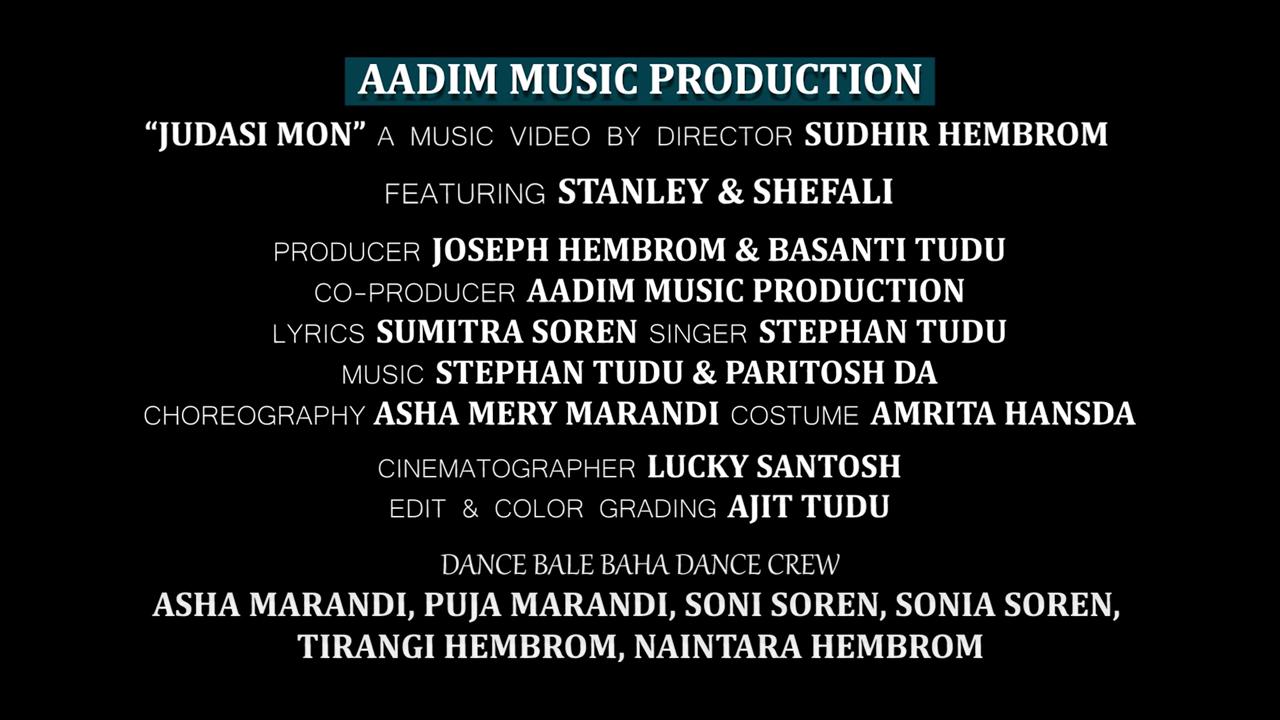 AADIM MUSIC PRODUCTION
“JUDASI MON” A MUSIC VIDEO BY DIRECTOR SUDHIR HEMBROM
FEATURING STANLEY & SHEFALI
PRODUCER JOSEPH HEMBROM & BASANTI TUDU
CO-PRODUCER AADIM MUSIC PRODUCTION
LYRICS SUMITRA SOREN SINGER STEPHAN TUDU
MUSIC STEPHAN TUDU & PARITOSH DA
CHOREOGRAPHY ASHA MERY MARANDI COSTUME AMRITA HANSDA
CINEMATOGRAPHER LUCKY SANTOSH
EDIT & COLOR GRADING AJIT TUDU
DANCE BALE BAHA DANCE CREW
ASHA MARANDI, PUJA MARANDI, SONI SOREN, SONIA SOREN,
TIRANGI HEMBROM, NAINTARA HEMBROM